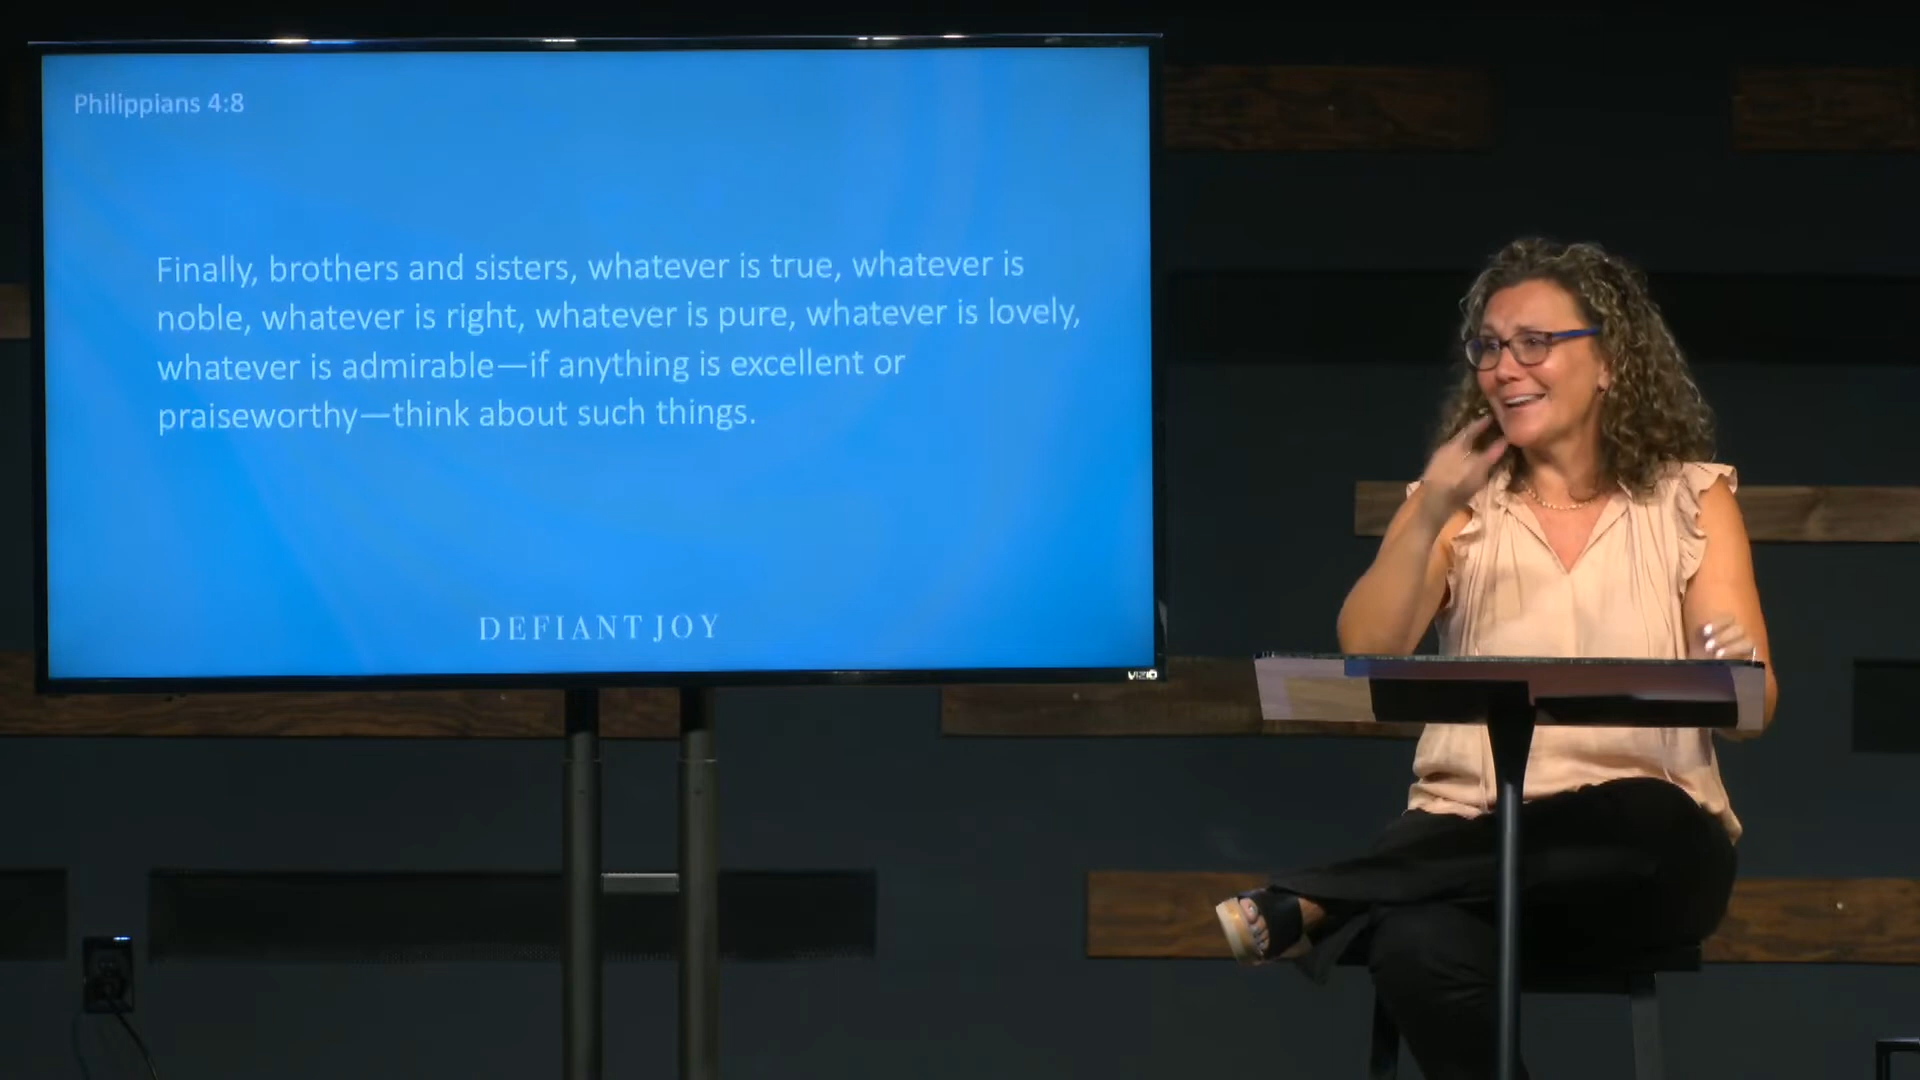 Philippians 4:8
Finally, brothers and sisters, whatever is true, whatever is
noble, whatever is right, whatever is pure, whatever is lovely,
whatever is admirable—if anything is excellent or
praiseworthy—think about such things.
DEFIANT JOY
VIZIO